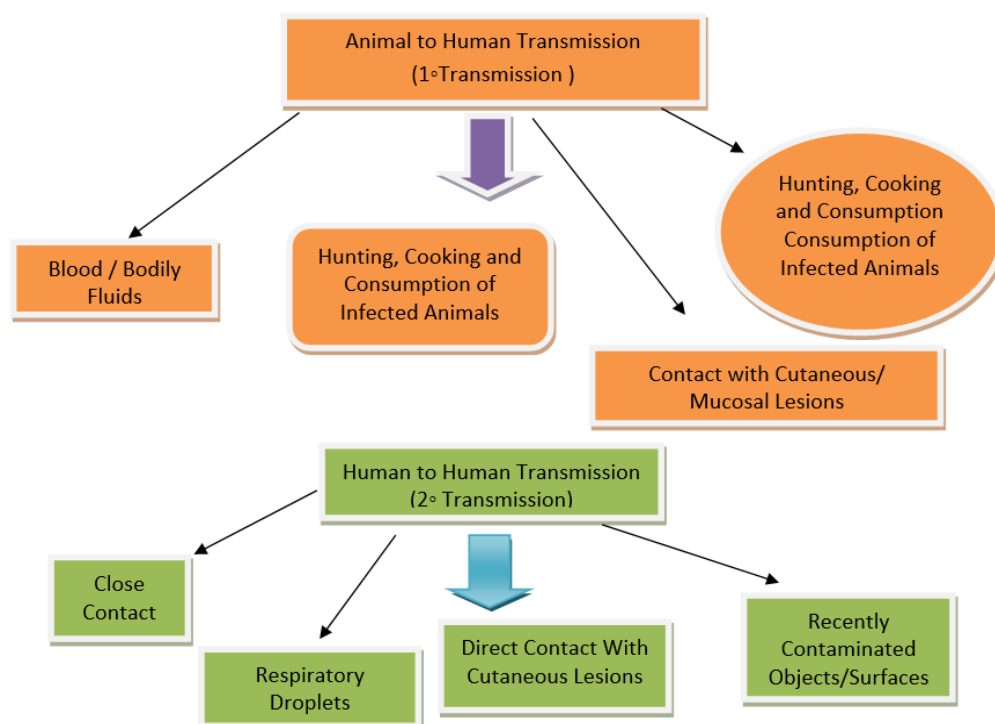 Animal to Human Transmission
(1◦Transmission )
Blood / Bodily
Fluids
Hunting, Cooking and
Consumption of
Infected Animals
Hunting, Cooking
and Consumption
Consumption of
Infected Animals
Contact with Cutaneous/
Mucosal Lesions
Human to Human Transmission
(2◦ Transmission)
Close
Contact
Respiratory
Droplets
Direct Contact With
Cutaneous Lesions
Recently
Contaminated
Objects/Surfaces